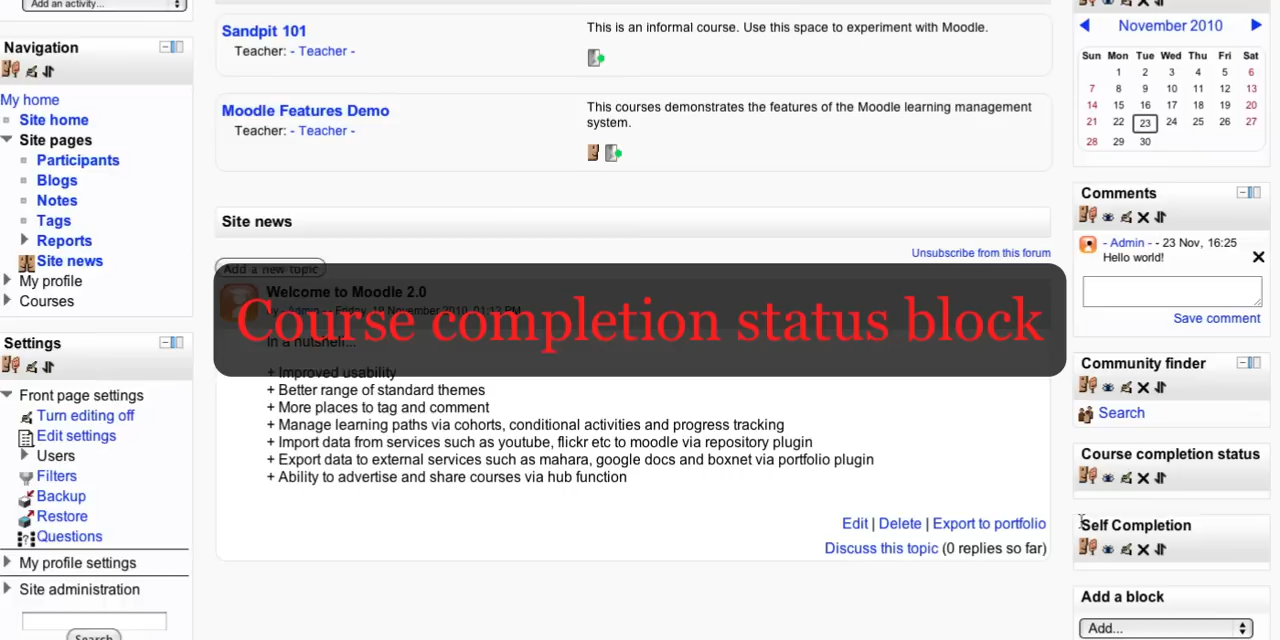 Add an activity...
Navigation
My home
Site home
Site pages
Participants
Blogs
Notes
Tags
Reports
Site news
My profile
Courses
Settings
Front page settings
Turn editing off
Edit settings
Users
Filters
Backup
Restore
Questions
My profile settings
Site administration
Search
Sandpit 101
Teacher: - Teacher -
This is an informal course. Use this space to experiment with Moodle.
Moodle Features Demo
Teacher: - Teacher -
This courses demonstrates the features of the Moodle learning management
system.
Site news
Unsubscribe from this forum
Add a new topic
Welcome to Moodle 2.0
by - Admin - - Friday, 19 November 2010, 01:12 PM
Course completion status block
In a nutshell...
+ Improved usability
+ Better range of standard themes
+ More places to tag and comment
+ Manage learning paths via cohorts, conditional activities and progress tracking
+ Import data from services such as youtube, flickr etc to moodle via repository plugin
+ Export data to external services such as mahara, google docs and boxnet via portfolio plugin
+ Ability to advertise and share courses via hub function
Edit | Delete | Export to portfolio
Discuss this topic (0 replies so far)
November 2010
Sun Mon Tue Wed Thu Fri Sat
1 2 3 4 5 6
7 8 9 10 11 12 13
14 15 16 17 18 19 20
21 22 23 24 25 26 27
28 29 30
Comments
- Admin - - 23 Nov, 16:25
Hello world!
Save comment
Community finder
Search
Course completion status
Self Completion
Add a block
Add...